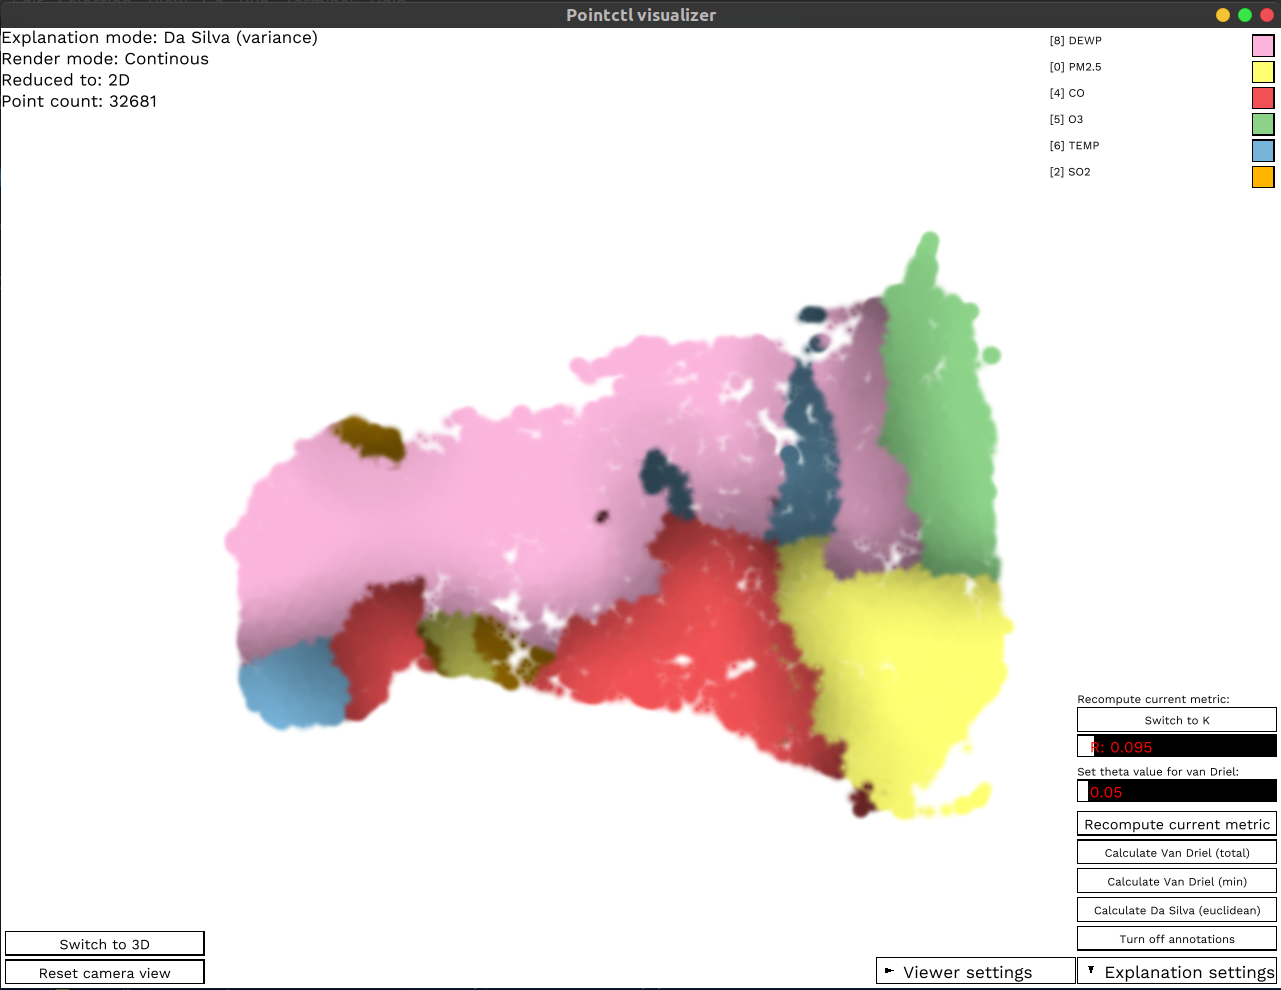 Pointctl visualizer
Explanation mode: Da Silva (variance)
Render mode: Continous
Reduced to: 2D
Point count: 32681
[8] DEWP
[0] PM2.5
[4] CO
[5] O3
[6] TEMP
[2] SO2
Recompute current metric:
Switch to K
R: 0.095
Set theta value for van Driel:
0.05
Recompute current metric
Calculate Van Driel (total)
Calculate Van Driel (min)
Calculate Da Silva (euclidean)
Turn off annotations
Switch to 3D
Reset camera view
Viewer settings
Explanation settings